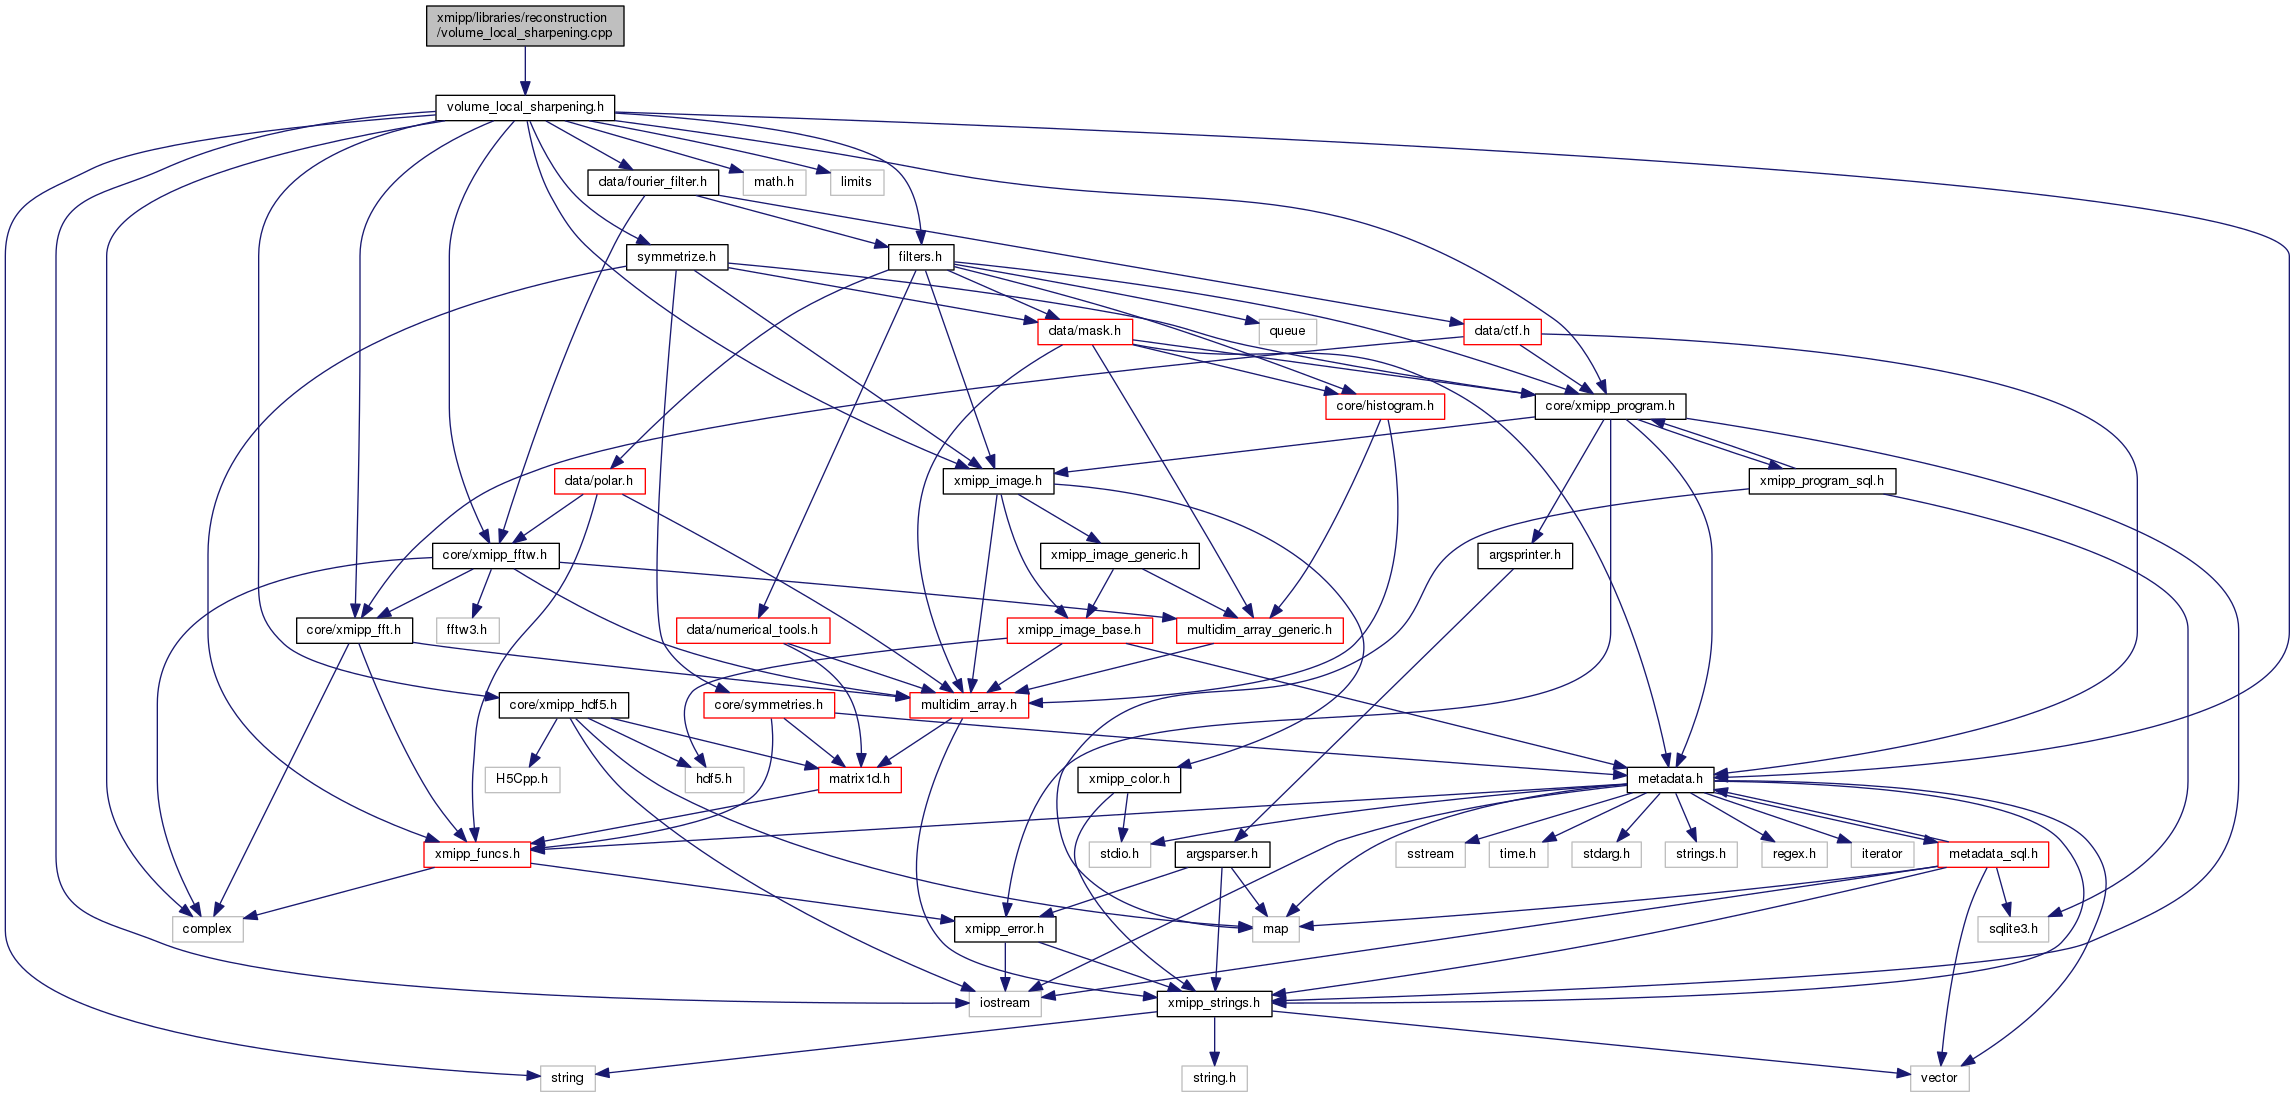 xmipp/libraries/reconstruction
/volume_local_sharpening.cpp
volume_local_sharpening.h
data/fourier_filter.h
math.h
limits
symmetrize.h
filters.h
data/mask.h
queue
data/ctf.h
core/histogram.h
core/xmipp_program.h
data/polar.h
xmipp_image.h
xmipp_program_sql.h
core/xmipp_fftw.h
xmipp_image_generic.h
argsprinter.h
core/xmipp_fft.h
fftw3.h
data/numerical_tools.h
xmipp_image_base.h
multidim_array_generic.h
core/xmipp_hdf5.h
core/symmetries.h
multidim_array.h
H5Cpp.h
hdf5.h
matrix1d.h
xmipp_color.h
metadata.h
xmipp_funcs.h
stdio.h
argsparser.h
sstream
time.h
stdarg.h
strings.h
regex.h
iterator
metadata_sql.h
complex
xmipp_error.h
map
sqlite3.h
iostream
xmipp_strings.h
string
string.h
vector